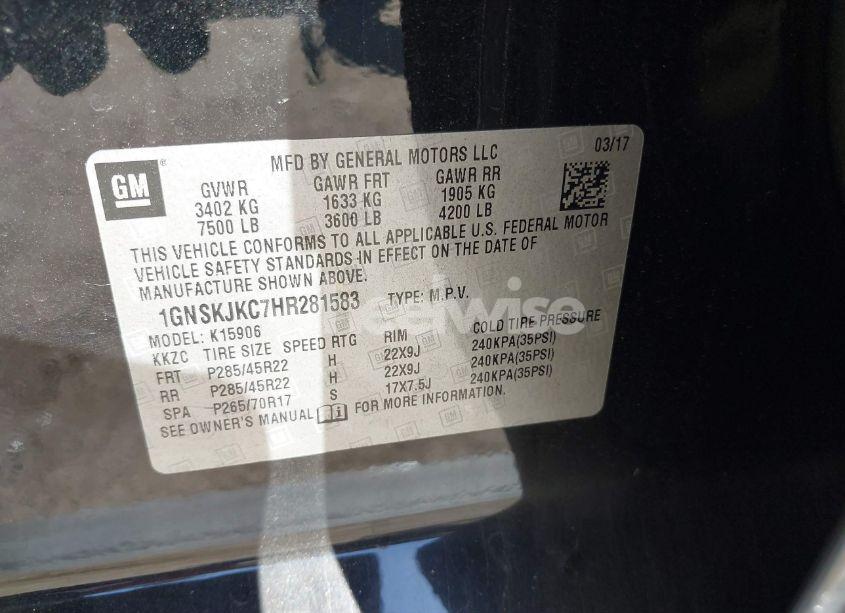 GM
MFD BY GENERAL MOTORS LLC
03/17
GVWR GAWR FRT GAWR RR
3402 KG 1633 KG 1905 KG
7500 LB 3600 LB 4200 LB
THIS VEHICLE CONFORMS TO ALL APPLICABLE U.S. FEDERAL MOTOR
VEHICLE SAFETY STANDARDS IN EFFECT ON THE DATE OF
MANUFACTURE SHOWN ABOVE.
1GNSKJKC7HR281583 TYPE: M.P.V.
MODEL: K15906
KKZC TIRE SIZE SPEED RTG RIM COLD TIRE PRESSURE
FRT P285/45R22 H 22X9J 240KPA(35PSI)
RR P285/45R22 H 22X9J 240KPA(35PSI)
SPA P265/70R17 S 17X7.5J 240KPA(35PSI)
SEE OWNER'S MANUAL FOR MORE INFORMATION.